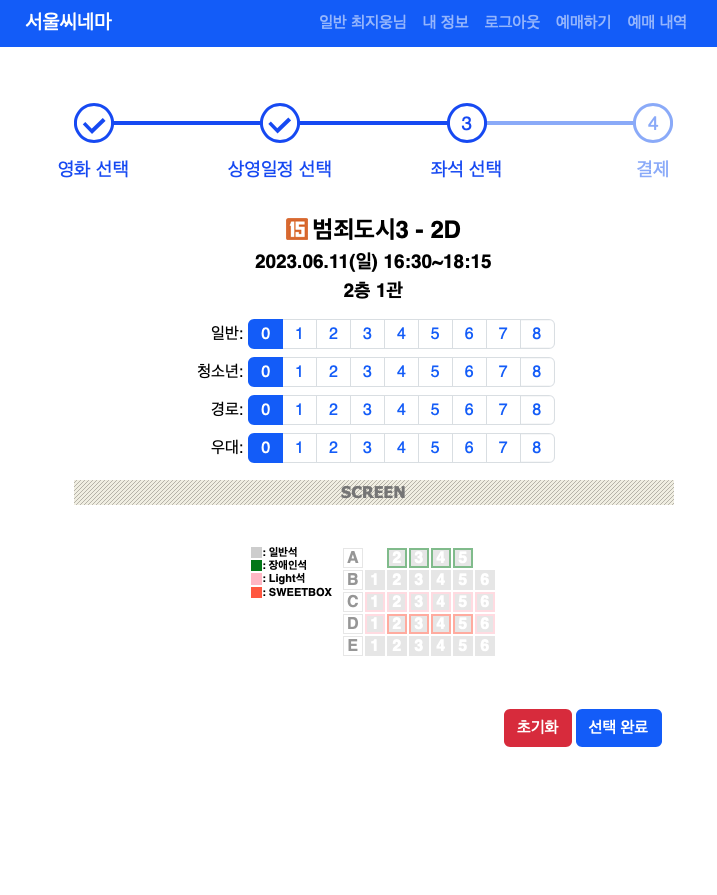 서울씨네마 일반 최지웅님 내 정보 로그아웃 예매하기 예매 내역
3 4
영화 선택 상영일정 선택 좌석 선택 결제
15 범죄도시3 - 2D
2023.06.11(일) 16:30~18:15
2층 1관
일반: 0 1 2 3 4 5 6 7 8
청소년: 0 1 2 3 4 5 6 7 8
경로: 0 1 2 3 4 5 6 7 8
우대: 0 1 2 3 4 5 6 7 8
SCREEN
: 일반석
: 장애인석
: Light석
: SWEETBOX
A 2 3 4 5
B 1 2 3 4 5 6
C 1 2 3 4 5 6
D 1 2 3 4 5 6
E 1 2 3 4 5 6
초기화 선택 완료